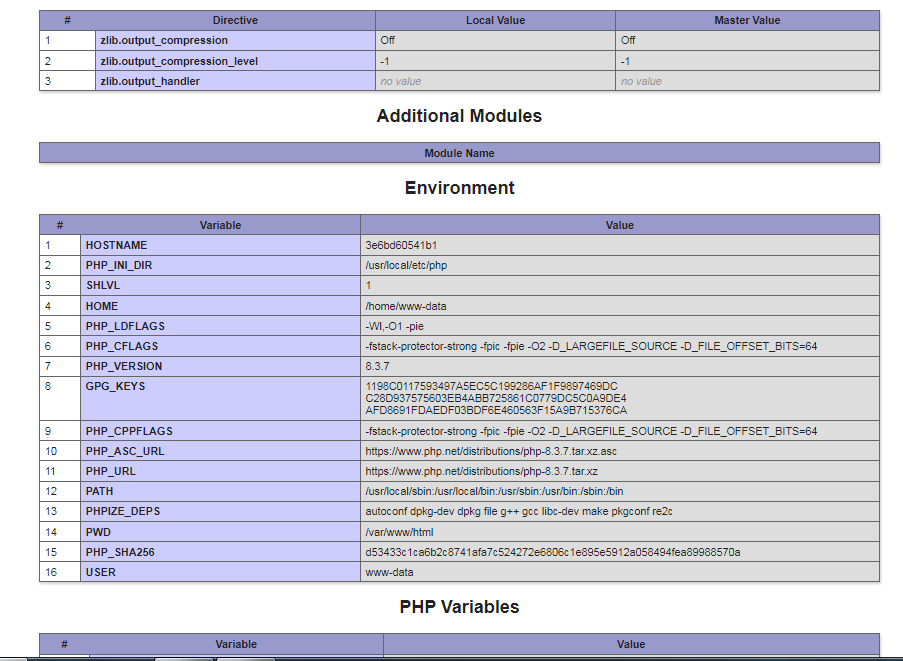 # Directive Local Value Master Value
1 zlib.output_compression Off Off
2 zlib.output_compression_level -1 -1
3 zlib.output_handler no value no value
Additional Modules
Module Name
Environment
# Variable Value
1 HOSTNAME 3e6bd60541b1
2 PHP_INI_DIR /usr/local/etc/php
3 SHLVL 1
4 HOME /home/www-data
5 PHP_LDFLAGS -Wl,-O1 -pie
6 PHP_CFLAGS -fstack-protector-strong -fpic -fpie -O2 -D_LARGEFILE_SOURCE -D_FILE_OFFSET_BITS=64
7 PHP_VERSION 8.3.7
8 GPG_KEYS 1198C0117593497A5EC5C199286AF1F9897469DC
C28D937575603EB4ABB725861C0779DC5C0A9DE4
AFD8691FDAEDF03BDF6E460563F15A9B715376CA
9 PHP_CPPFLAGS -fstack-protector-strong -fpic -fpie -O2 -D_LARGEFILE_SOURCE -D_FILE_OFFSET_BITS=64
10 PHP_ASC_URL https://www.php.net/distributions/php-8.3.7.tar.xz.asc
11 PHP_URL https://www.php.net/distributions/php-8.3.7.tar.xz
12 PATH /usr/local/sbin:/usr/local/bin:/usr/sbin:/usr/bin:/sbin:/bin
13 PHPIZE_DEPS autoconf dpkg-dev dpkg file g++ gcc libc-dev make pkgconf re2c
14 PWD /var/www/html
15 PHP_SHA256 d53433c1ca6b2c8741afa7c524272e6806c1e895e5912a058494fea89988570a
16 USER www-data
PHP Variables
# Variable Value